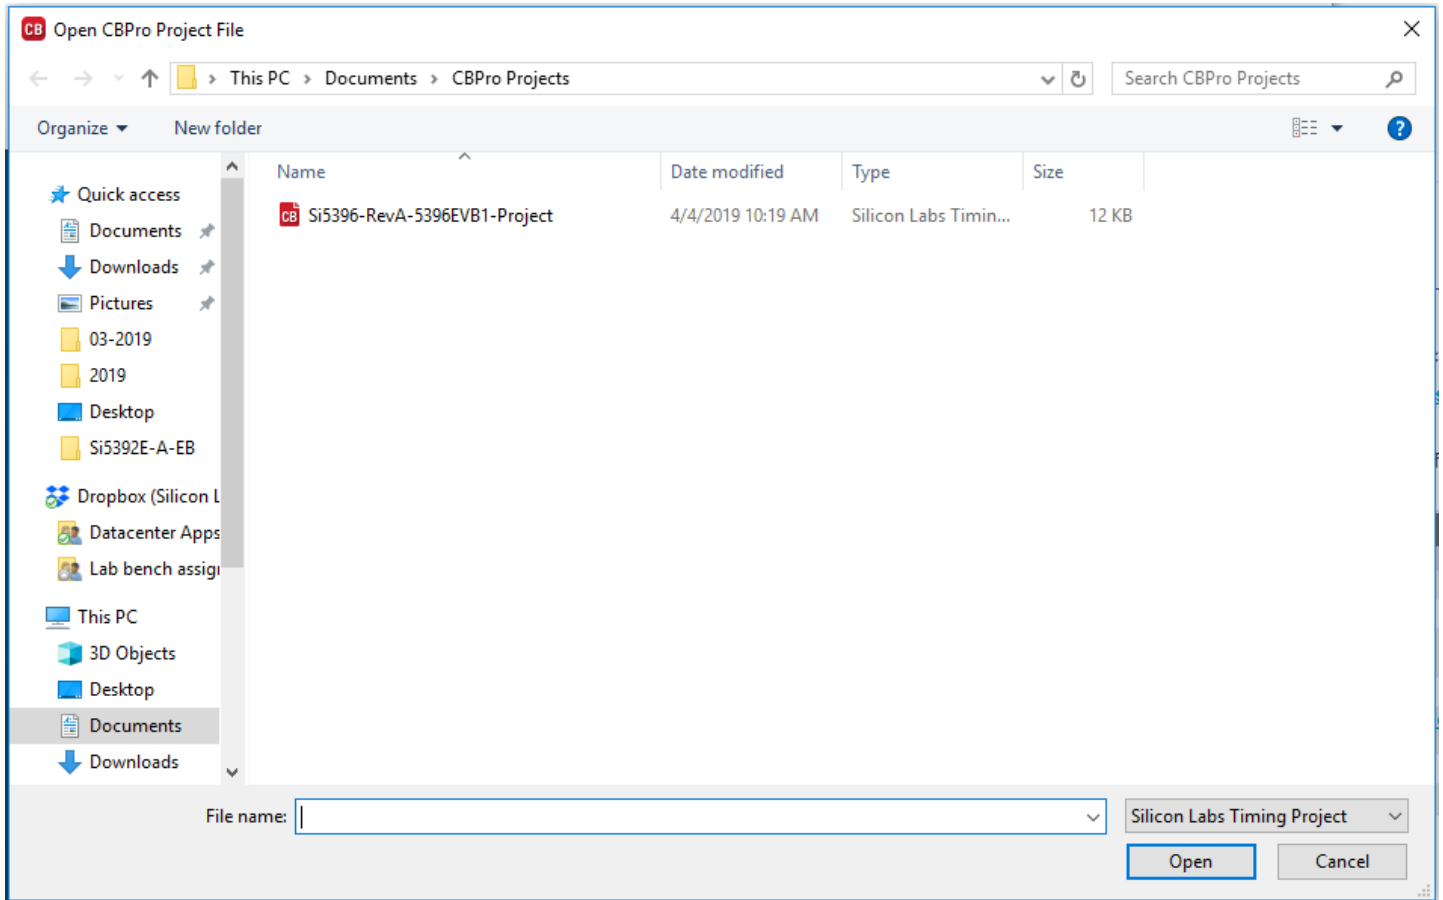 CB Open CBPro Project File
This PC > Documents > CBPro Projects
Search CBPro Projects
Organize
New folder
?
Name
Date modified
Type
Size
CB Si5396-RevA-5396EVB1-Project
4/4/2019 10:19 AM
Silicon Labs Timin...
12 KB
Quick access
Documents
Downloads
Pictures
03-2019
2019
Desktop
Si5392E-A-EB
Dropbox (Silicon L
Datacenter Apps
Lab bench assig
This PC
3D Objects
Desktop
Documents
Downloads
File name:
Silicon Labs Timing Project
Open
Cancel